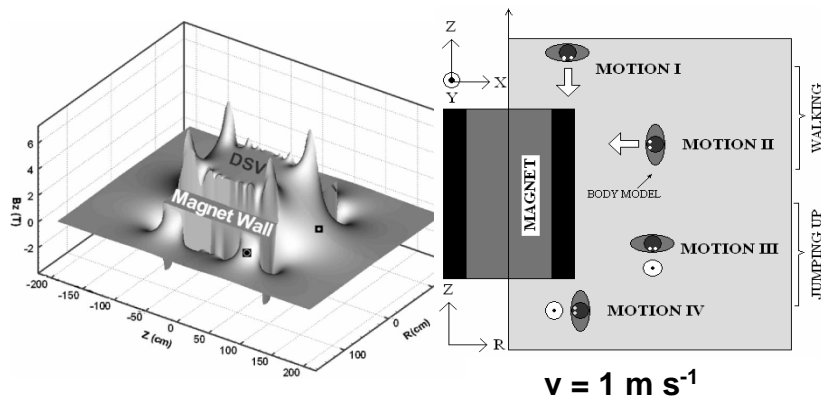 6
4
2
0
-2
Bz (T)
DSV
Magnet Wall
-200
-150
-100
-50
0
50
100
150
200
Z (cm)
0
100
R(cm)
Z
X
Y
MOTION I
MOTION II
BODY MODEL
MAGNET
MOTION III
MOTION IV
WALKING
JUMPING UP
Z
R
v = 1 m s-1